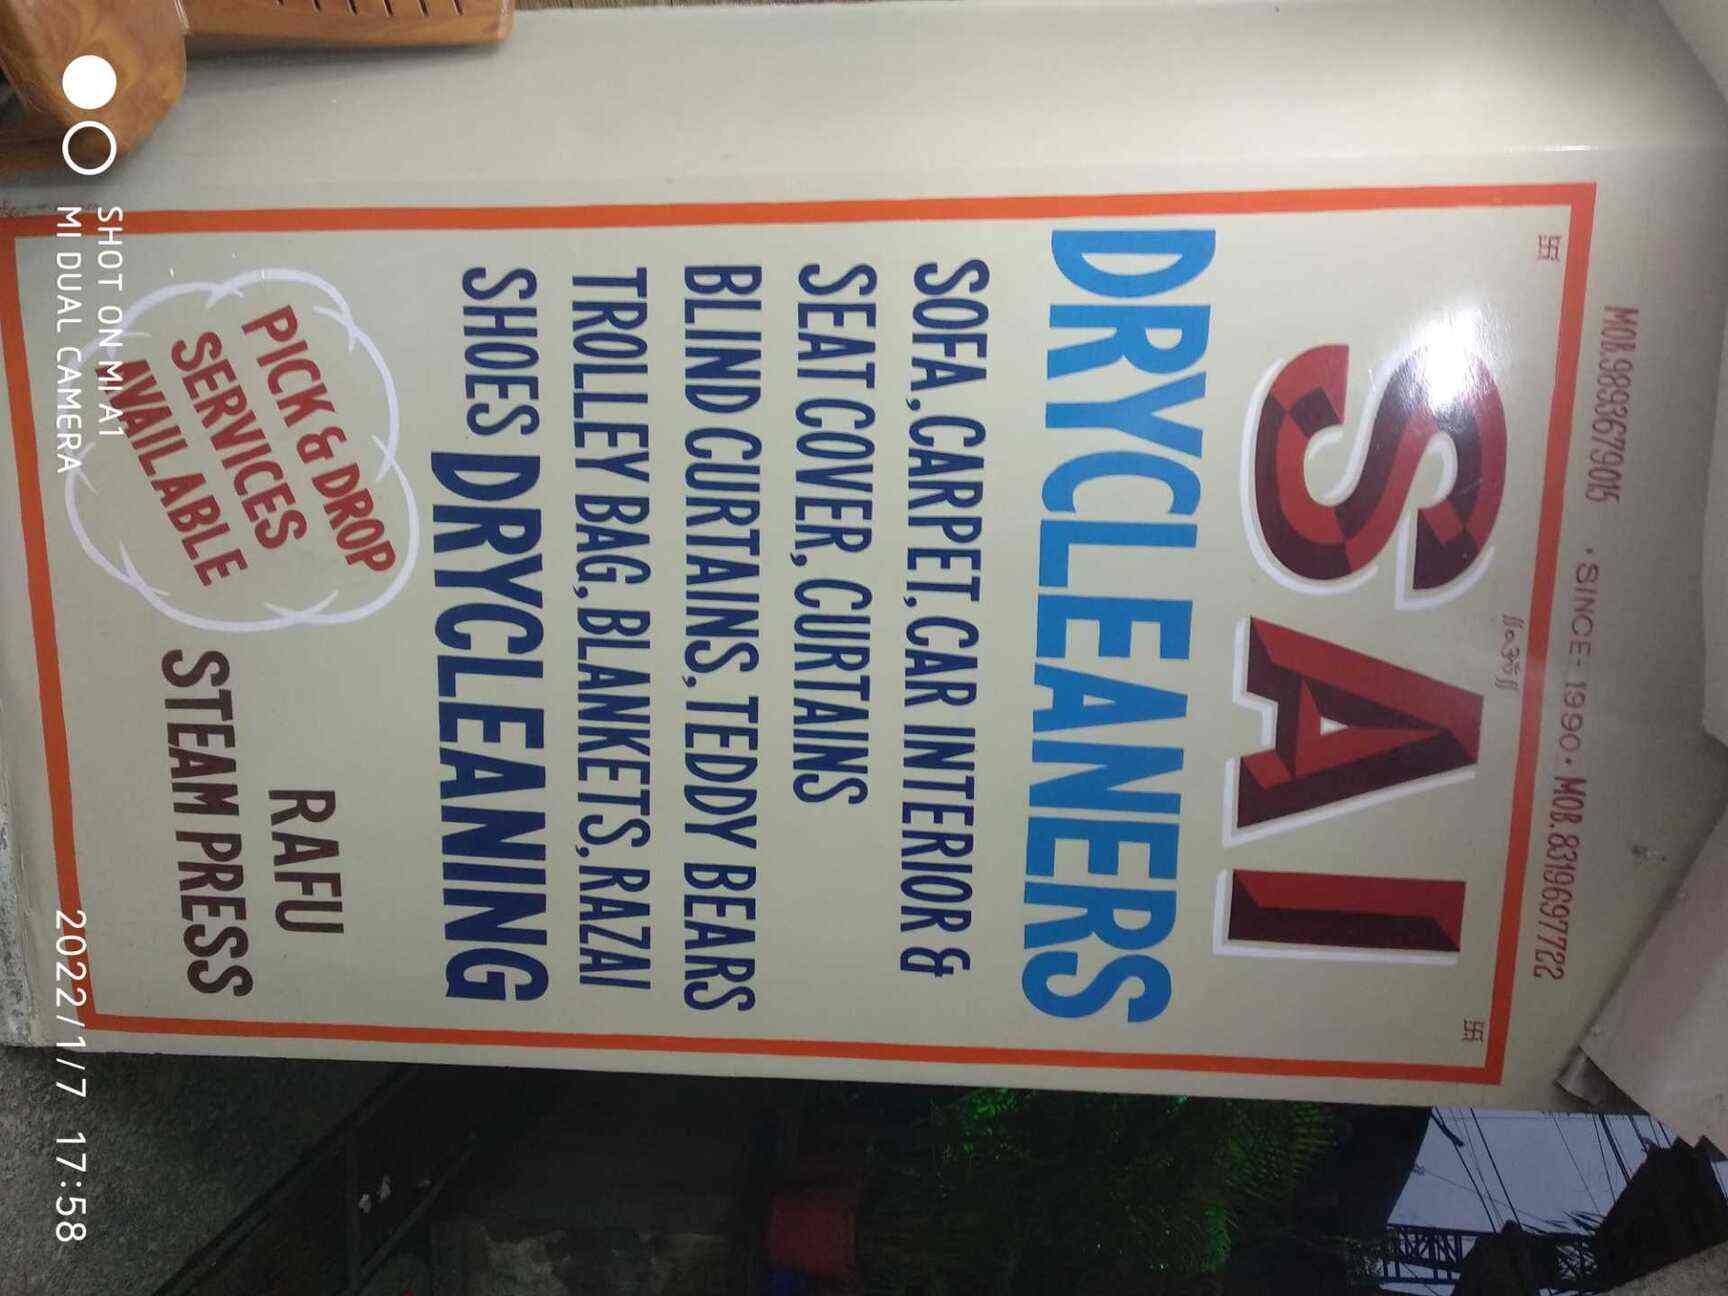 MOB.9893679015 • SINCE-1990 • MOB.8319697722
卐 ॥ॐ॥ 卐
SAI
DRYCLEANERS
SOFA, CARPET, CAR INTERIOR &
SEAT COVER, CURTAINS
BLIND CURTAINS, TEDDY BEARS
TROLLEY BAG, BLANKETS, RAZAI
SHOES DRYCLEANING
PICK & DROP
SERVICES
AVAILABLE
RAFU
STEAM PRESS
SHOT ON MI A1
MI DUAL CAMERA
2022/1/7 17:58